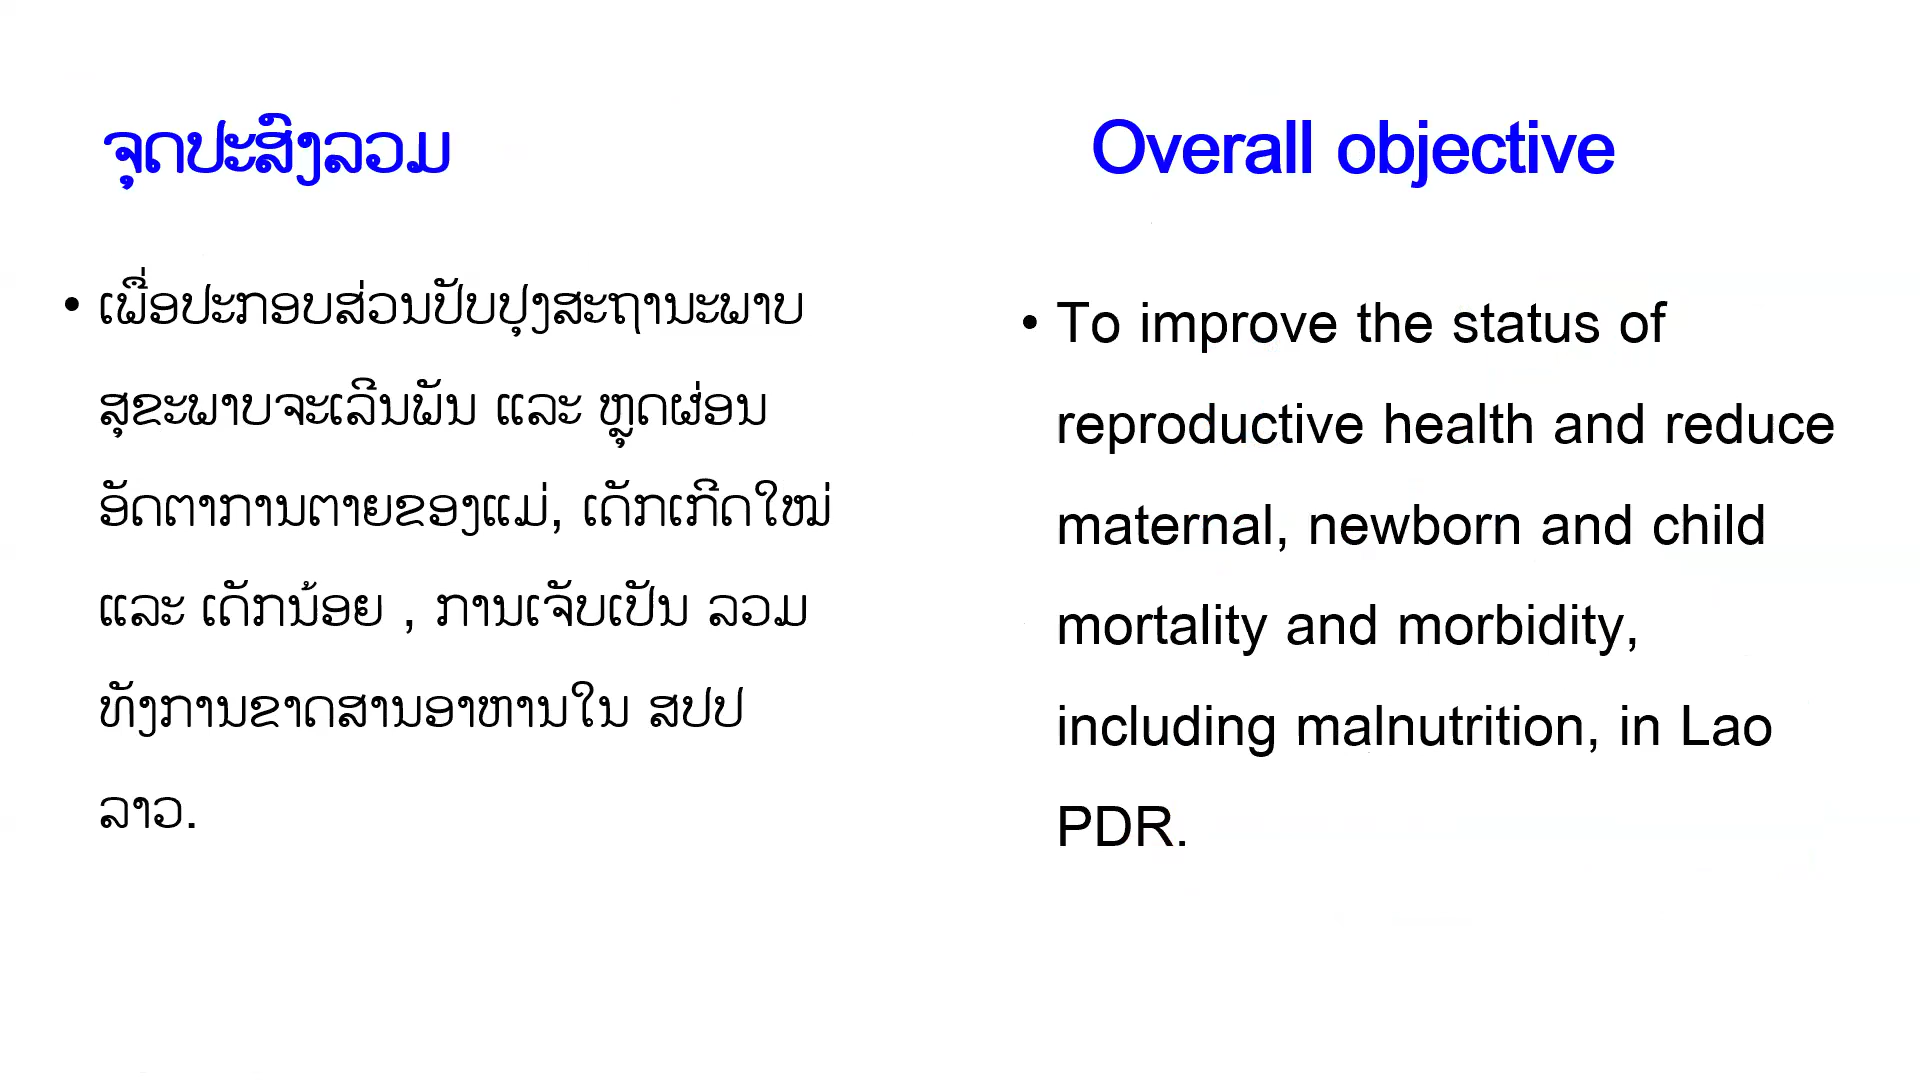 ຈຸດປະສົງລວມ
• ເພື່ອປະກອບສ່ວນປັບປຸງສະຖານະພາບ
ສຸຂະພາບຈະເລີນພັນ ແລະ ຫຼຸດຜ່ອນ
ອັດຕາການຕາຍຂອງແມ່, ເດັກເກີດໃໝ່
ແລະ ເດັກນ້ອຍ , ການເຈັບເປັນ ລວມ
ທັງການຂາດສານອາຫານໃນ ສປປ
ລາວ.
Overall objective
• To improve the status of
reproductive health and reduce
maternal, newborn and child
mortality and morbidity,
including malnutrition, in Lao
PDR.